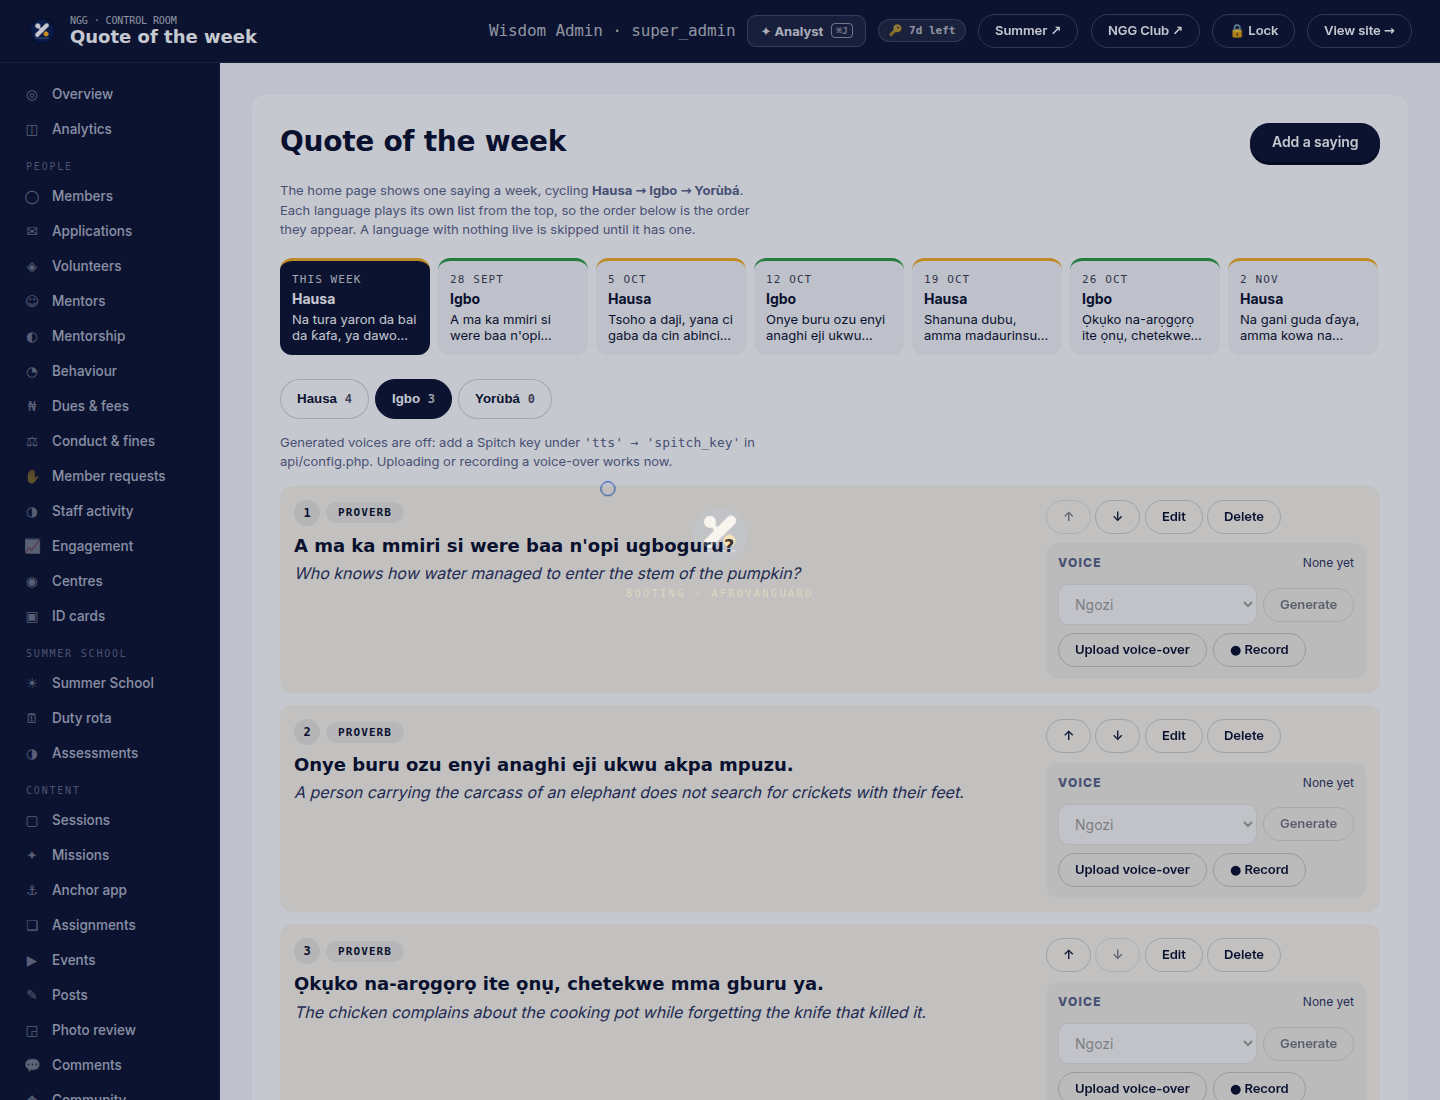 NGG · CONTROL ROOM
Quote of the week
Wisdom Admin · super_admin
✦ Analyst ⌘J
🔑 7d left
Summer ↗
NGG Club ↗
🔒 Lock
View site →
Overview
Analytics
PEOPLE
Members
Applications
Volunteers
Mentors
Mentorship
Behaviour
₦ Dues & fees
Conduct & fines
Member requests
Staff activity
Engagement
Centres
ID cards
SUMMER SCHOOL
Summer School
Duty rota
Assessments
CONTENT
Sessions
Missions
Anchor app
Assignments
Events
Posts
Photo review
Comments
Community
Quote of the week
Add a saying
The home page shows one saying a week, cycling Hausa → Igbo → Yorùbá.
Each language plays its own list from the top, so the order below is the order
they appear. A language with nothing live is skipped until it has one.
THIS WEEK
Hausa
Na tura yaron da bai
da ƙafa, ya dawo...
28 SEPT
Igbo
A ma ka mmiri si
were baa n'opi...
5 OCT
Hausa
Tsoho a daji, yana ci
gaba da cin abinci...
12 OCT
Igbo
Onye buru ozu enyi
anaghi eji ukwu...
19 OCT
Hausa
Shanuna dubu,
amma madaurinsu...
26 OCT
Igbo
Ọkụkọ na-arọgọrọ
ite ọnụ, chetekwe...
2 NOV
Hausa
Na gani guda ɗaya,
amma kowa na...
Hausa 4
Igbo 3
Yorùbá 0
Generated voices are off: add a Spitch key under 'tts' → 'spitch_key' in
api/config.php. Uploading or recording a voice-over works now.
1 PROVERB
A ma ka mmiri si were baa n'opi ugboguru?
Who knows how water managed to enter the stem of the pumpkin?
BOOTING · AFROVANGUARD
↑ ↓ Edit Delete
VOICE None yet
Ngozi Generate
Upload voice-over ● Record
2 PROVERB
Onye buru ozu enyi anaghi eji ukwu akpa mpuzu.
A person carrying the carcass of an elephant does not search for crickets with their feet.
↑ ↓ Edit Delete
VOICE None yet
Ngozi Generate
Upload voice-over ● Record
3 PROVERB
Ọkụkọ na-arọgọrọ ite ọnụ, chetekwe mma gburu ya.
The chicken complains about the cooking pot while forgetting the knife that killed it.
↑ ↓ Edit Delete
VOICE None yet
Ngozi Generate
Upload voice-over ● Record